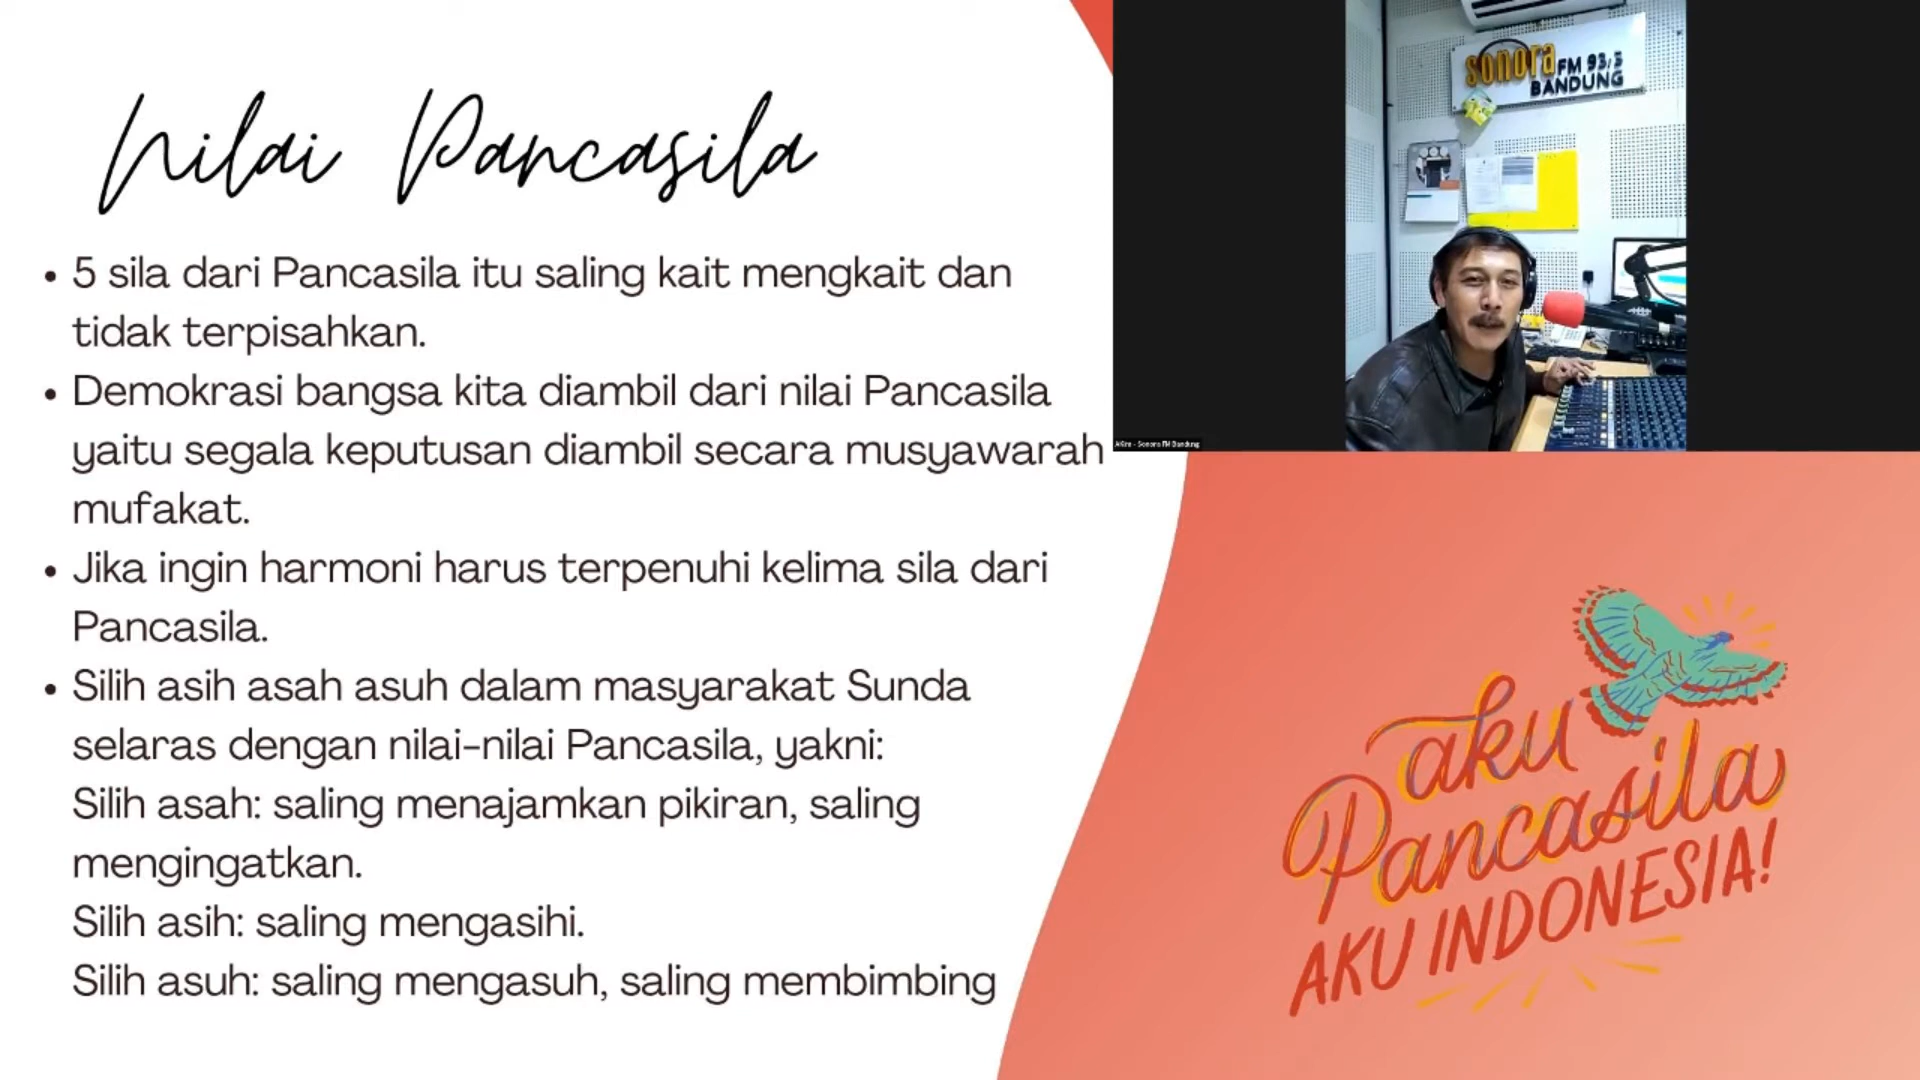 Nilai Pancasila
• 5 sila dari Pancasila itu saling kait mengkait dan
tidak terpisahkan.
• Demokrasi bangsa kita diambil dari nilai Pancasila
yaitu segala keputusan diambil secara musyawarah
mufakat.
• Jika ingin harmoni harus terpenuhi kelima sila dari
Pancasila.
• Silih asih asah asuh dalam masyarakat Sunda
selaras dengan nilai-nilai Pancasila, yakni:
Silih asah: saling menajamkan pikiran, saling
mengingatkan.
Silih asih: saling mengasihi.
Silih asuh: saling mengasuh, saling membimbing
sonora FM 93,3
BANDUNG
Sonora FM Bandung
aku
Pancasila
AKU INDONESIA!